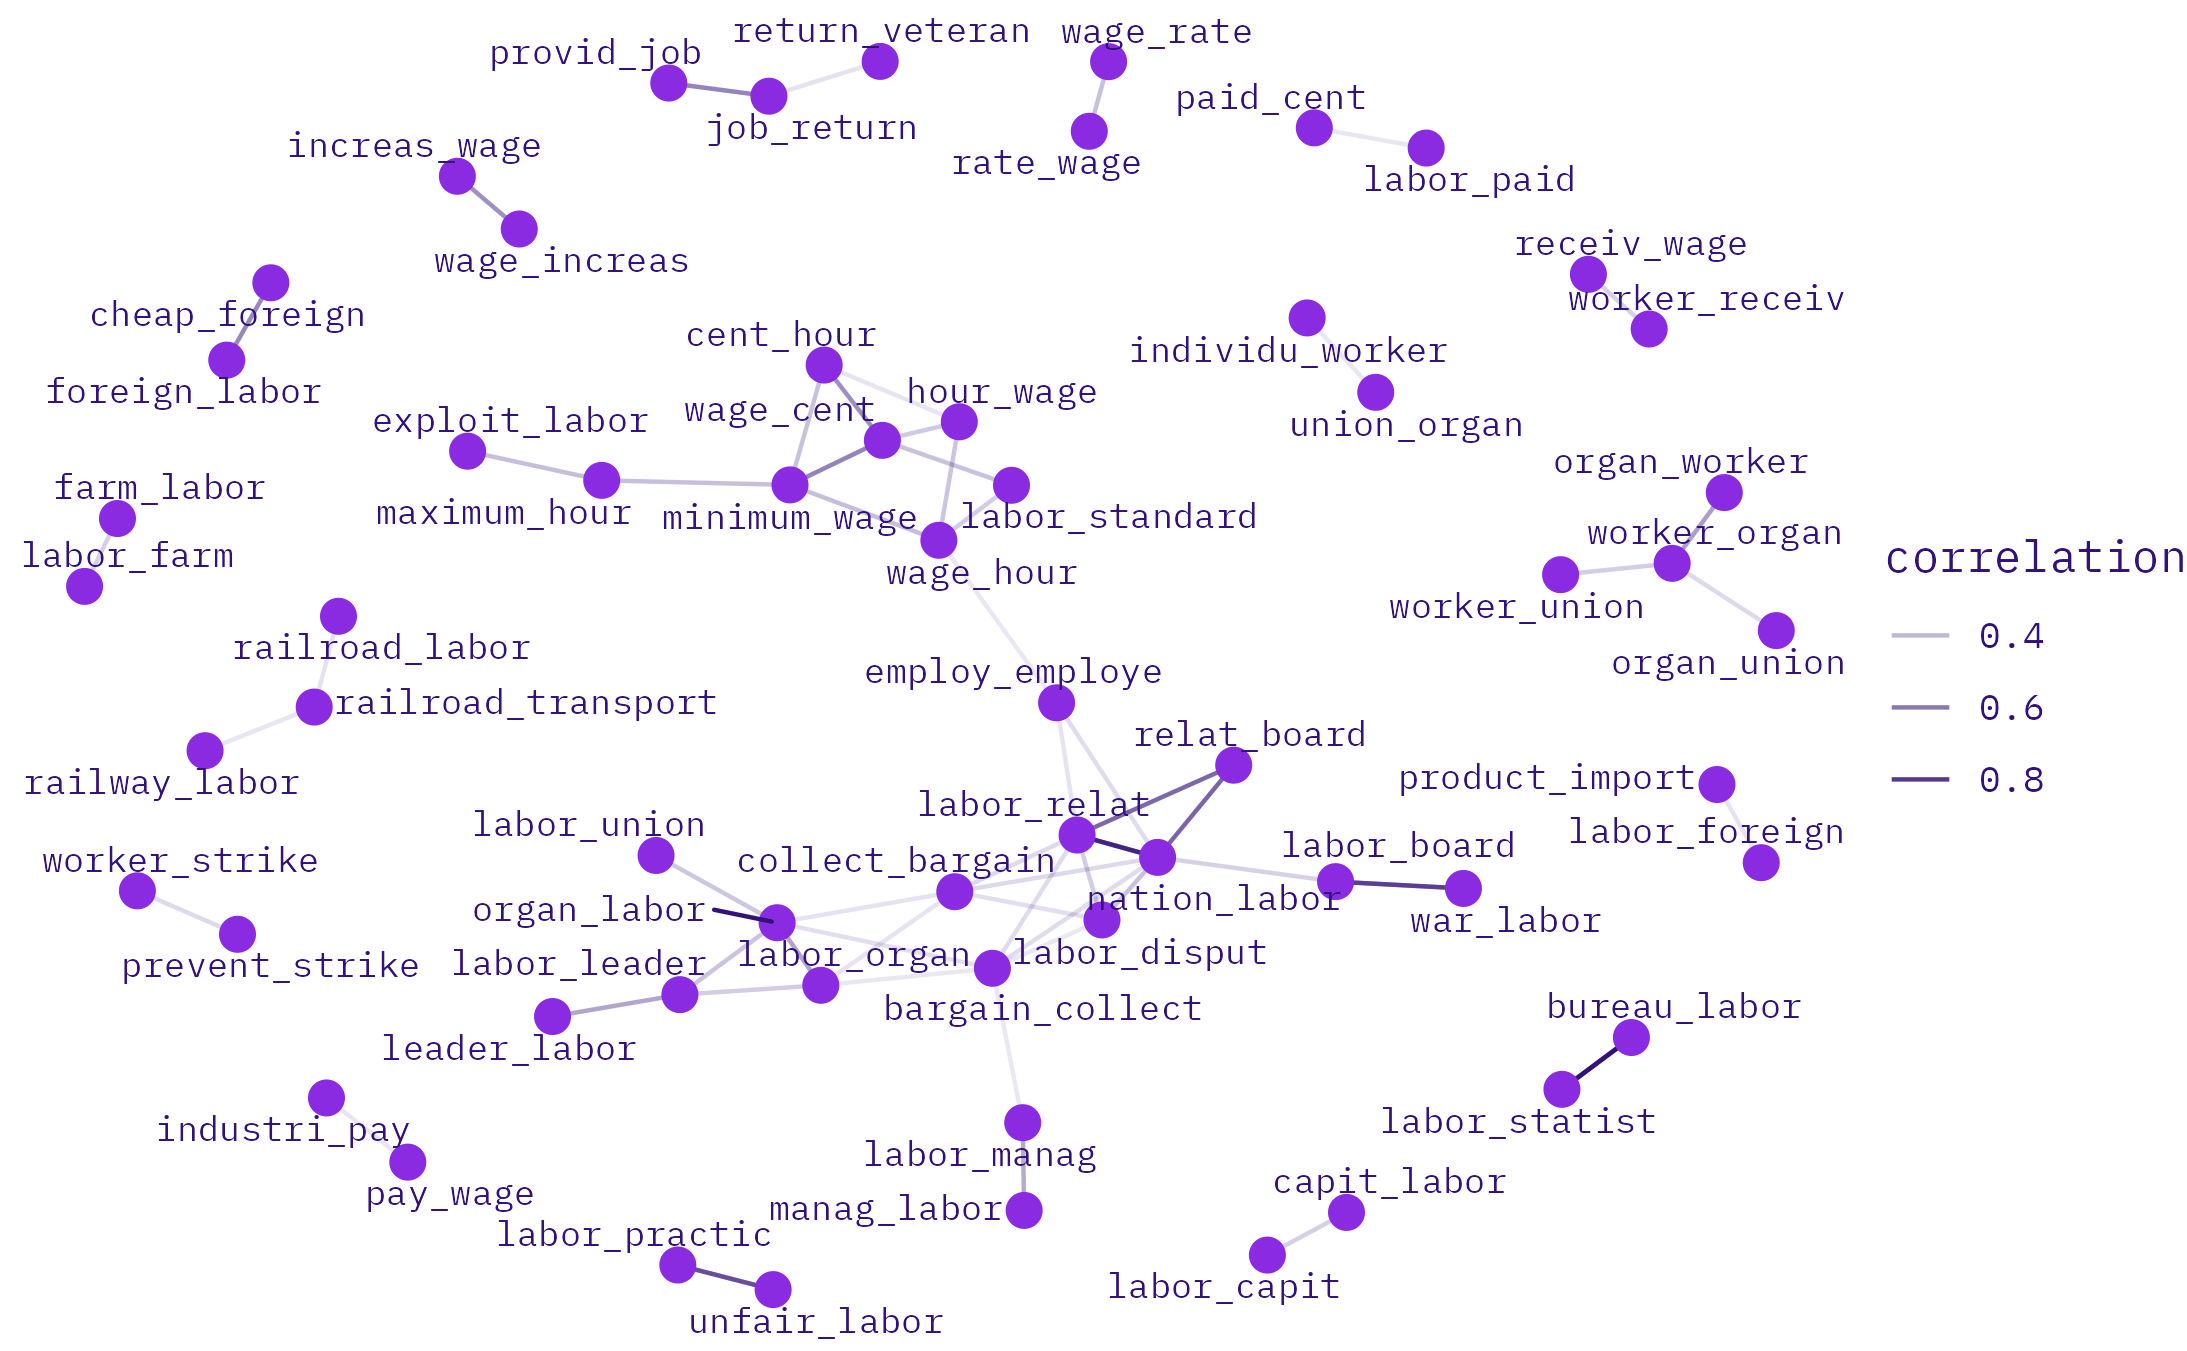 return_veteran
wage_rate
provid_job
paid_cent
job_return
increas_wage
rate_wage
labor_paid
receiv_wage
wage_increas
worker_receiv
cheap_foreign
cent_hour
individu_worker
foreign_labor
hour_wage
wage_cent
exploit_labor
union_organ
organ_worker
farm_labor
maximum_hour
minimum_wage
labor_standard
worker_organ
labor_farm
correlation
wage_hour
worker_union
0.4
railroad_labor
employ_employe
organ_union
railroad_transport
0.6
relat_board
railway_labor
product_import
0.8
labor_relat
labor_union
labor_foreign
labor_board
worker_strike
collect_bargain
nation_labor
organ_labor
war_labor
labor_organ
labor_disput
labor_leader
prevent_strike
bargain_collect
bureau_labor
leader_labor
labor_statist
industri_pay
labor_manag
capit_labor
pay_wage
manag_labor
labor_practic
labor_capit
unfair_labor